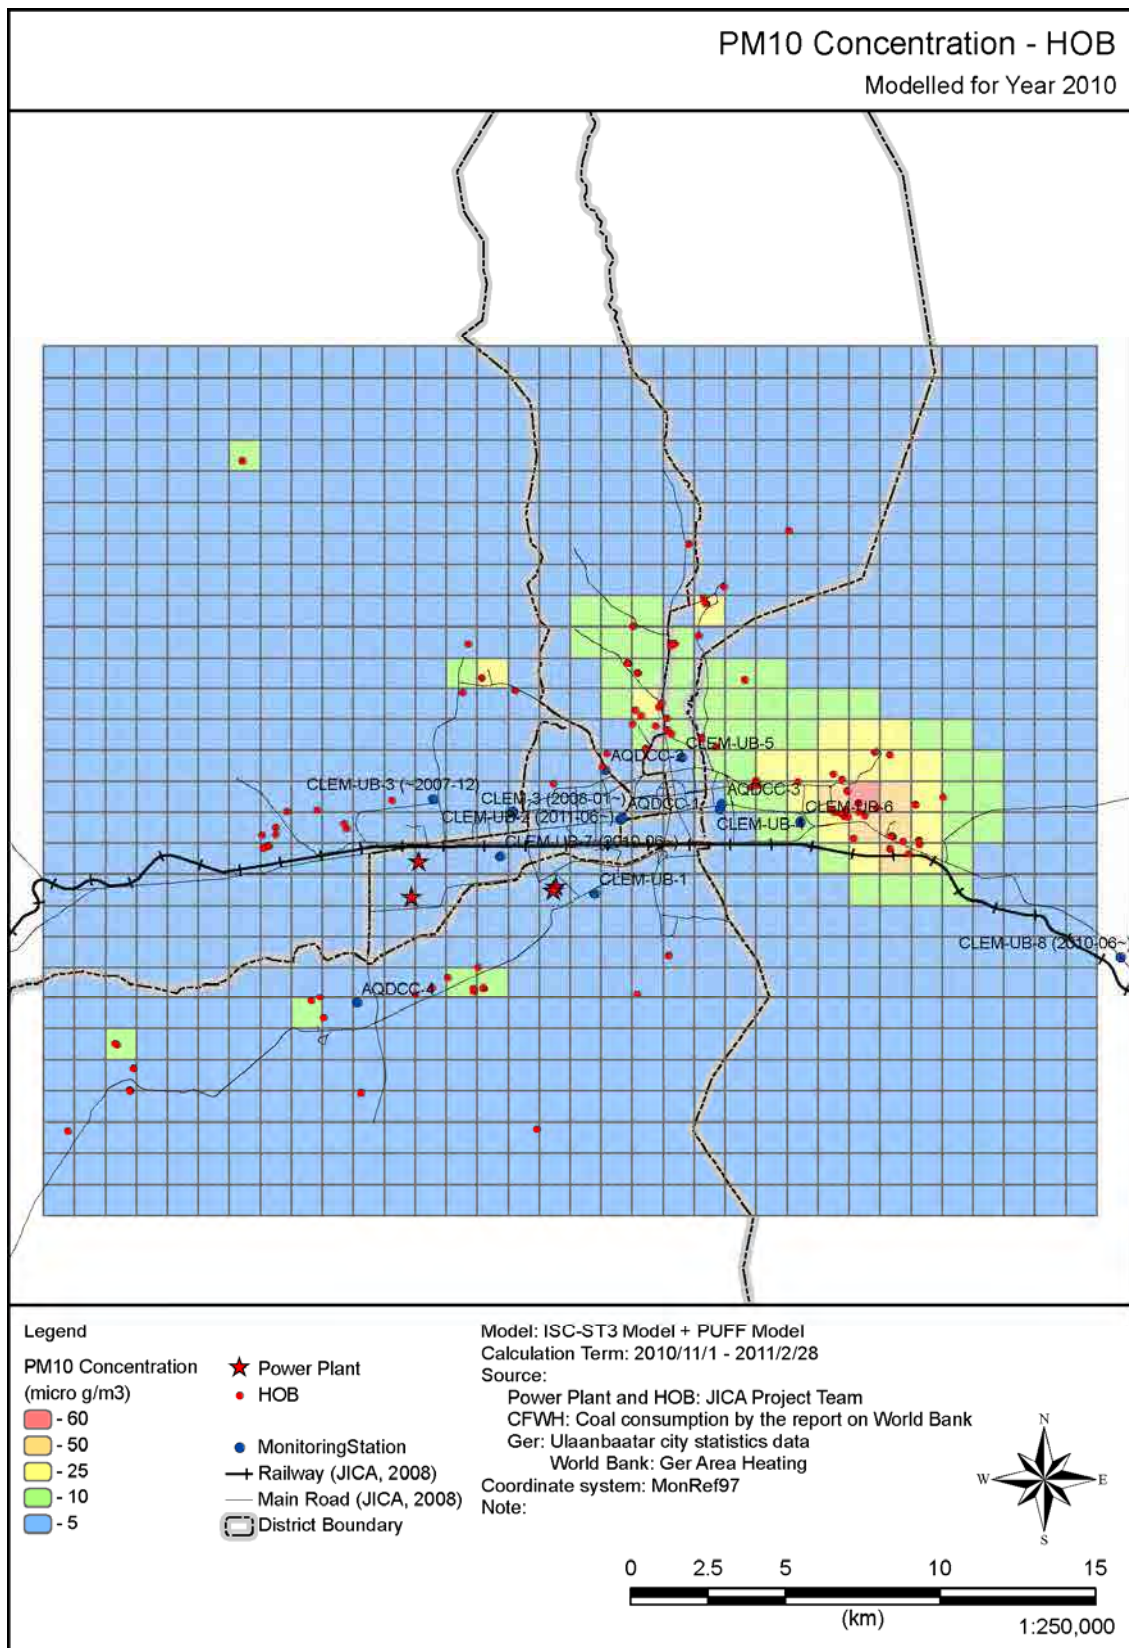 PM10 Concentration - HOB
Modelled for Year 2010
CLEM-UB-5
AQDCC-2
CLEM-UB-3 (~2007-12)
CLEM-3 (2008-01~)
AQDCC-1
AQDCC-3
CLEM-UB-2 (2011-06~)
CLEM-UB-4
CLEM-UB-6
CLEM-UB-7 (2010-06~)
CLEM-UB-1
CLEM-UB-8 (2010-06~)
AQDCC-4
Legend
PM10 Concentration
(micro g/m3)
- 60
- 50
- 25
- 10
- 5
Power Plant
HOB
MonitoringStation
Railway (JICA, 2008)
Main Road (JICA, 2008)
District Boundary
Model: ISC-ST3 Model + PUFF Model
Calculation Term: 2010/11/1 - 2011/2/28
Source:
Power Plant and HOB: JICA Project Team
CFWH: Coal consumption by the report on World Bank
Ger: Ulaanbaatar city statistics data
World Bank: Ger Area Heating
Coordinate system: MonRef97
Note:
N
W
E
S
0 2.5 5 10 15
(km)
1:250,000